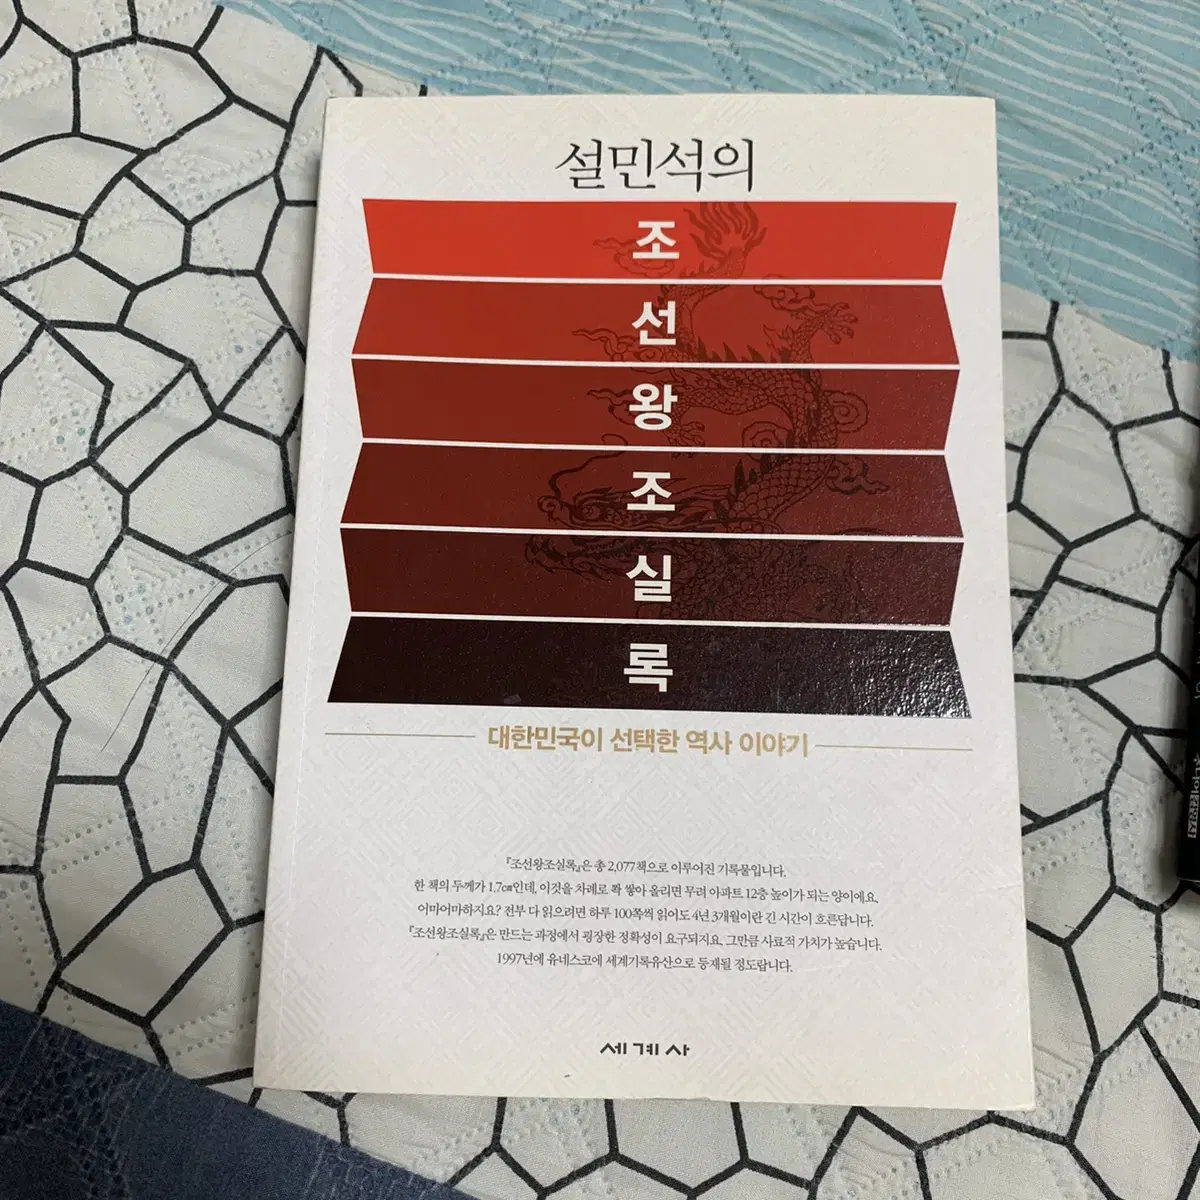 설민석의
조
선
왕
조
실
록
대한민국이 선택한 역사 이야기
『조선왕조실록』은 총 2,077책으로 이루어진 기록물입니다.
한 책의 두께가 1.7㎝인데, 이것을 차례로 쫙 쌓아 올리면 무려 아파트 12층 높이가 되는 양이에요.
어마어마하지요? 전부 다 읽으려면 하루 100쪽씩 읽어도 4년 3개월이란 긴 시간이 흐른답니다.
『조선왕조실록』은 만드는 과정에서 굉장한 정확성이 요구되지요. 그만큼 사료적 가치가 높습니다.
1997년에 유네스코에 세계기록유산으로 등재될 정도랍니다.
세계사